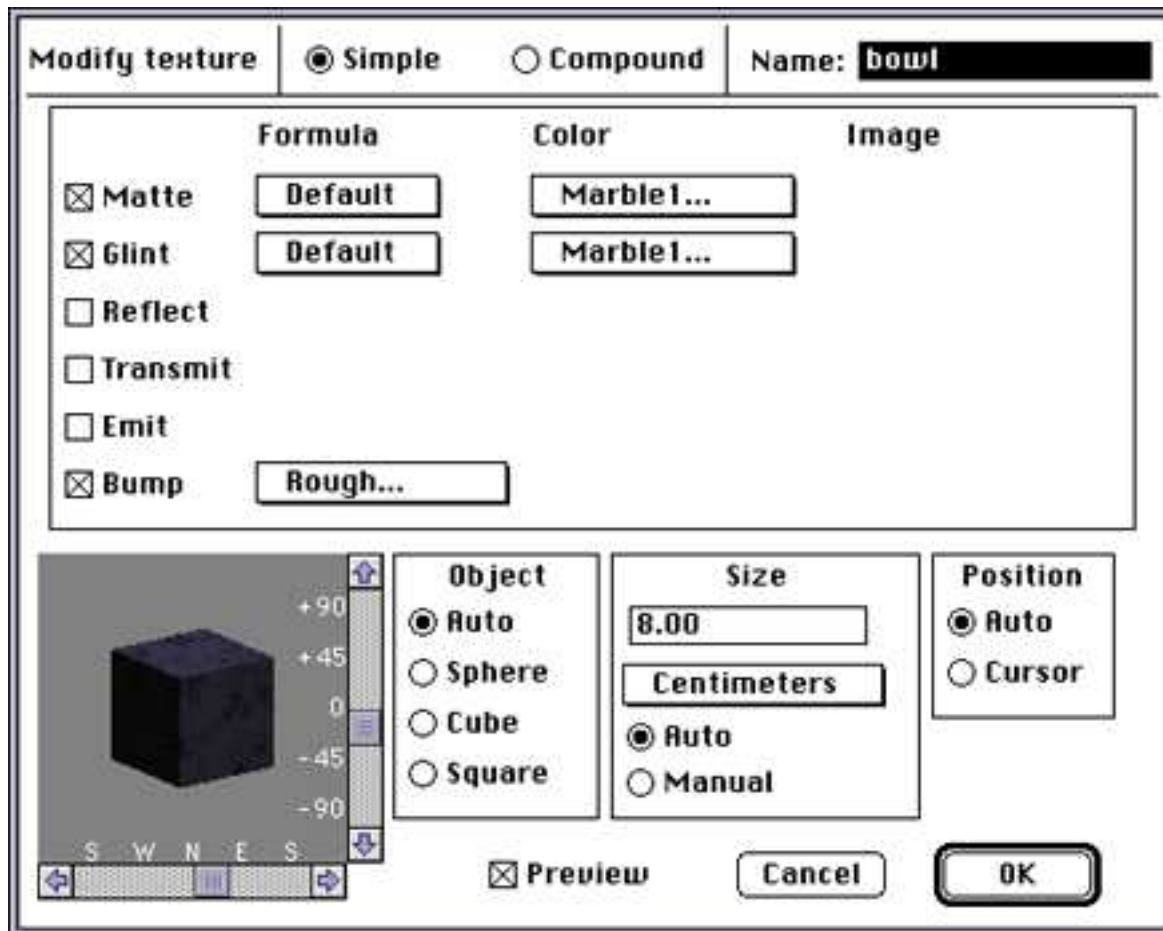 Modify texture Simple Compound Name: bowl
Formula Color Image
Matte Default Marble1...
Glint Default Marble1...
Reflect
Transmit
Emit
Bump Rough...
+90
+45
0
-45
-90
S W N E S
Object
Auto
Sphere
Cube
Square
Size
8.00
Centimeters
Auto
Manual
Position
Auto
Cursor
Preview Cancel OK